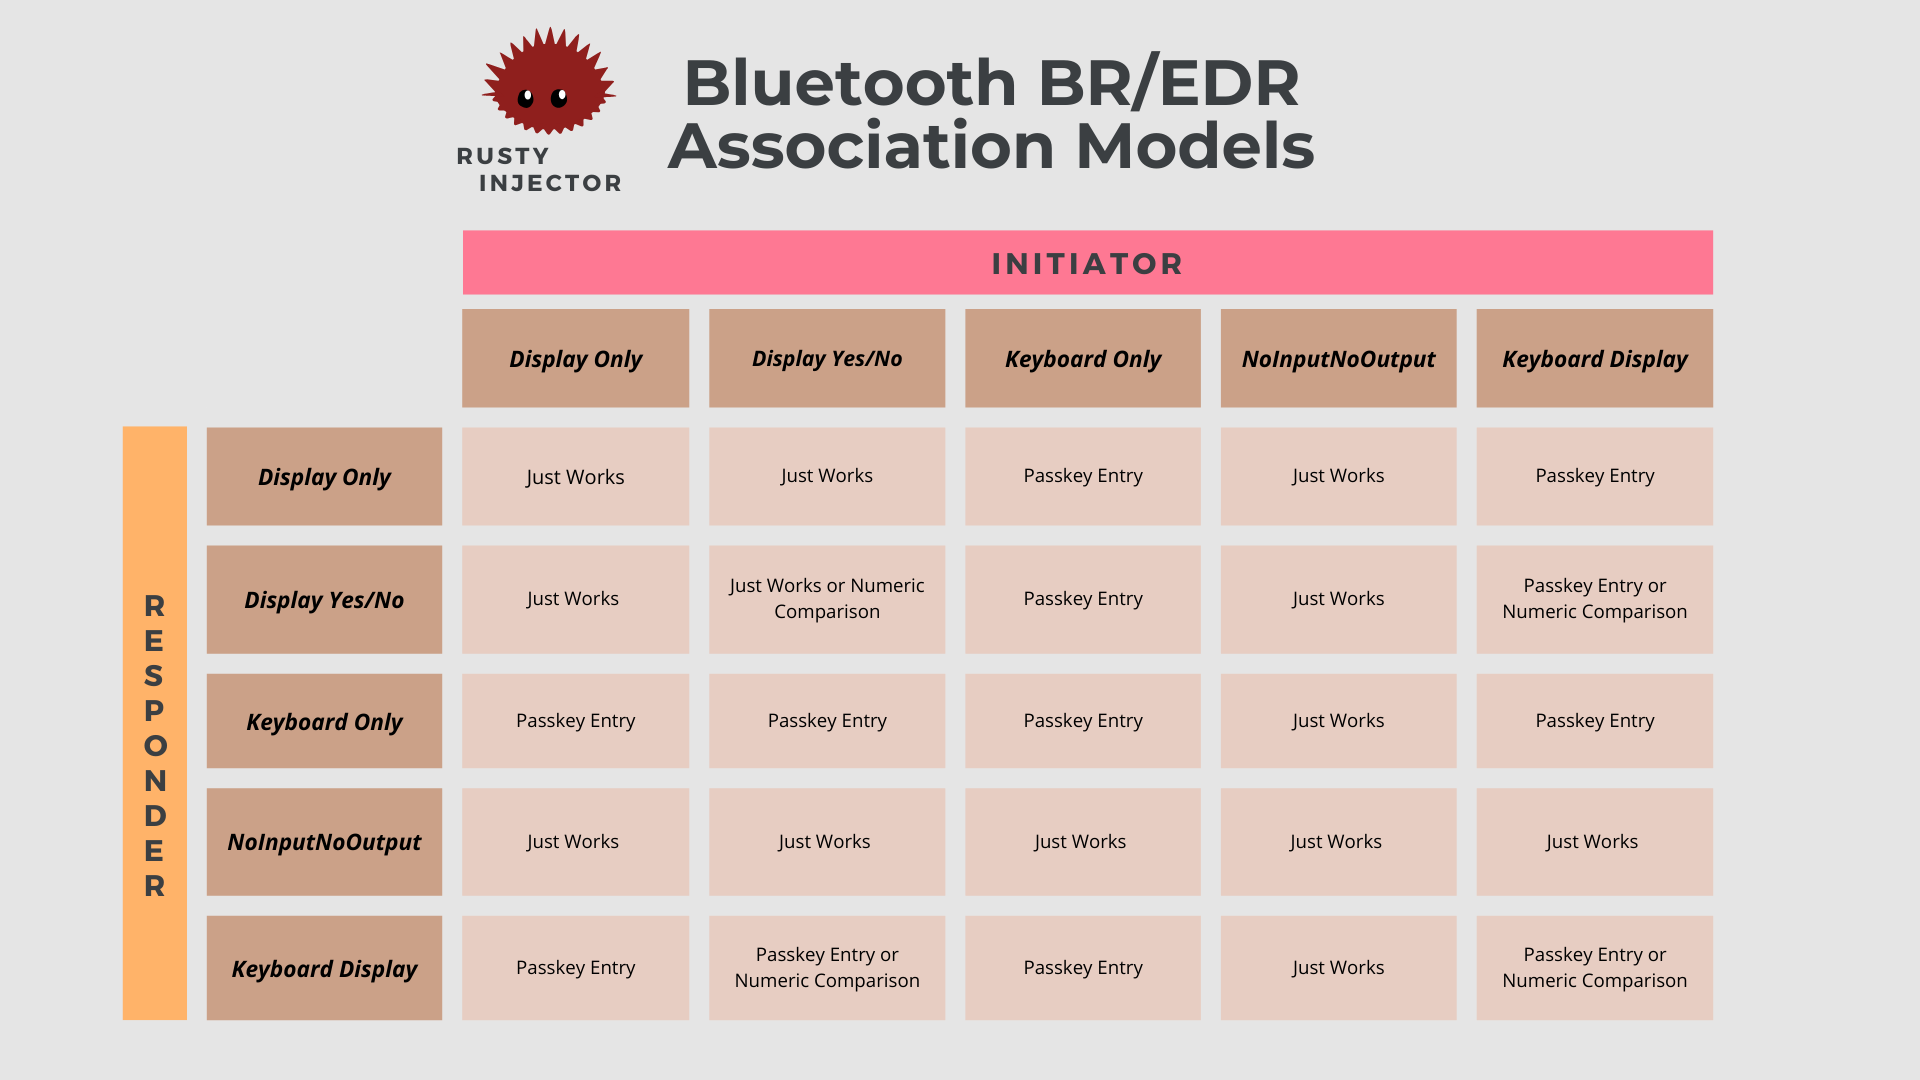 RUSTY
INJECTOR
Bluetooth BR/EDR
Association Models
INITIATOR
Display Only
Display Yes/No
Keyboard Only
NoInputNoOutput
Keyboard Display
RESPONDER
Display Only
Just Works
Just Works
Passkey Entry
Just Works
Passkey Entry
Display Yes/No
Just Works
Just Works or Numeric
Comparison
Passkey Entry
Just Works
Passkey Entry or
Numeric Comparison
Keyboard Only
Passkey Entry
Passkey Entry
Passkey Entry
Just Works
Passkey Entry
NoInputNoOutput
Just Works
Just Works
Just Works
Just Works
Just Works
Keyboard Display
Passkey Entry
Passkey Entry or
Numeric Comparison
Passkey Entry
Just Works
Passkey Entry or
Numeric Comparison